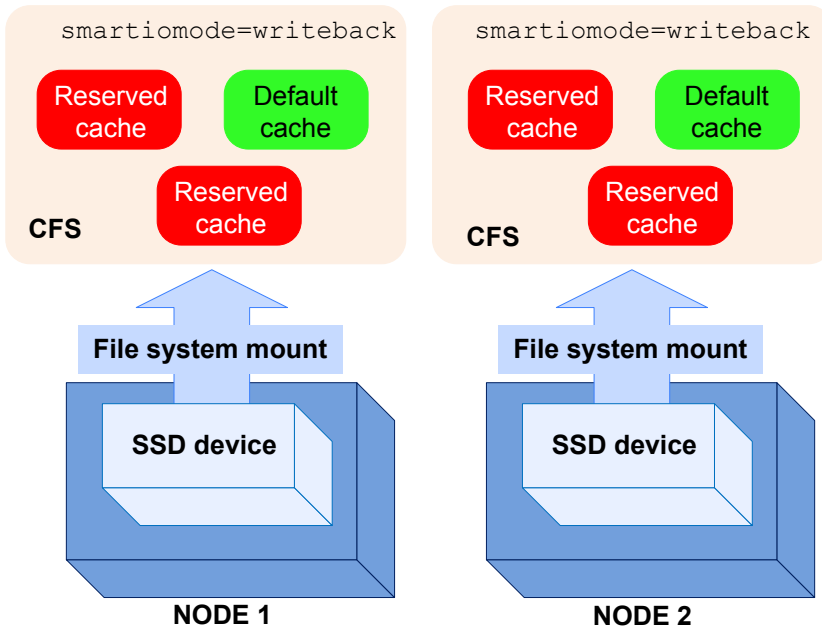 smartiomode=writeback
Reserved
cache
Default
cache
Reserved
cache
CFS
File system mount
SSD device
NODE 1
smartiomode=writeback
Reserved
cache
Default
cache
Reserved
cache
CFS
File system mount
SSD device
NODE 2